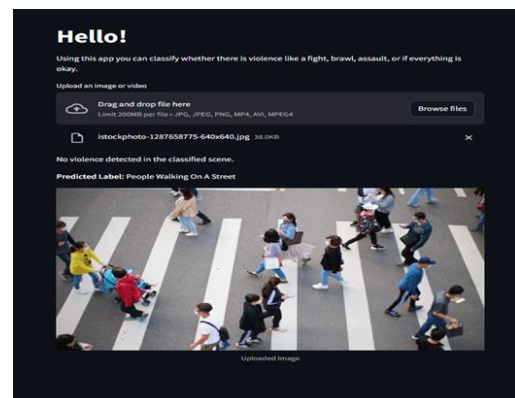 Hello!
Using this app you can classify whether there is violence like a fight, brawl, assault, or if everything is
okay.
Upload an image or video
Drag and drop file here
Limit 200MB per file • JPG, JPEG, PNG, MP4, AVI, MPEG4
Browse files
istockphoto-1287658775-640x640.jpg 38.0KB
No violence detected in the classified scene.
Predicted Label: People Walking On A Street
Uploaded Image